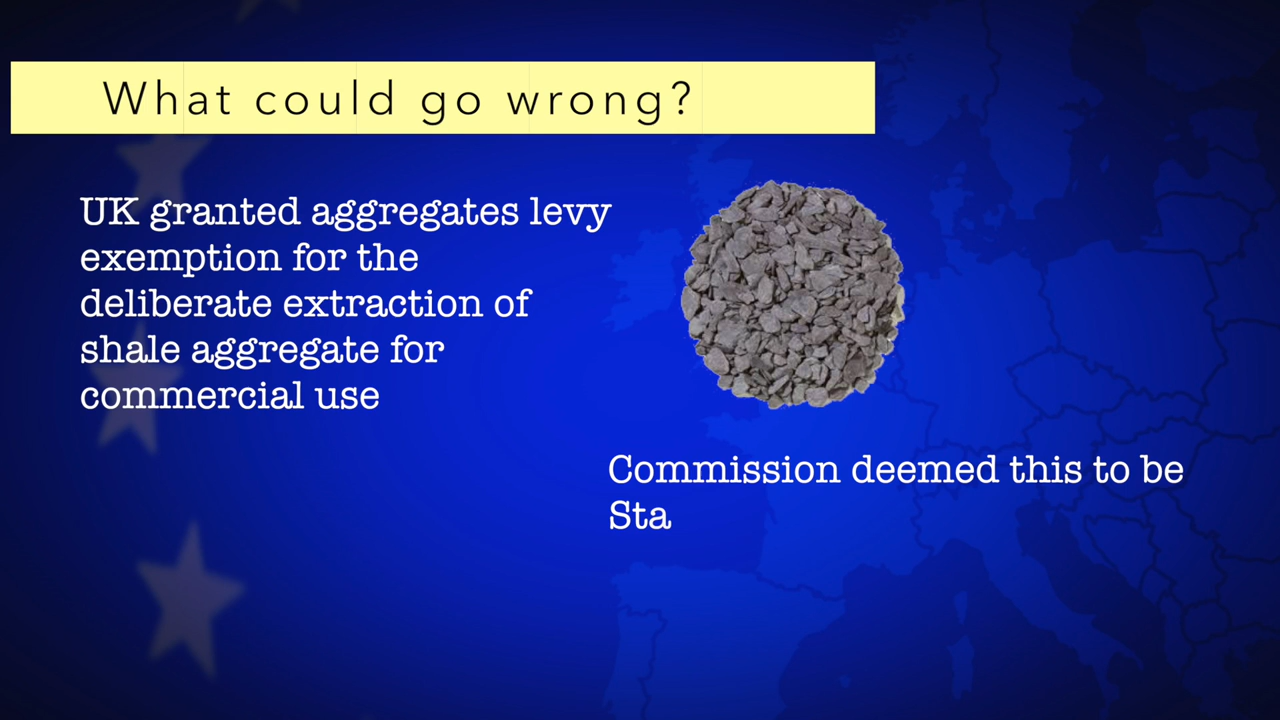 What could go wrong?
UK granted aggregates levy
exemption for the
deliberate extraction of
shale aggregate for
commercial use
Commission deemed this to be
Sta